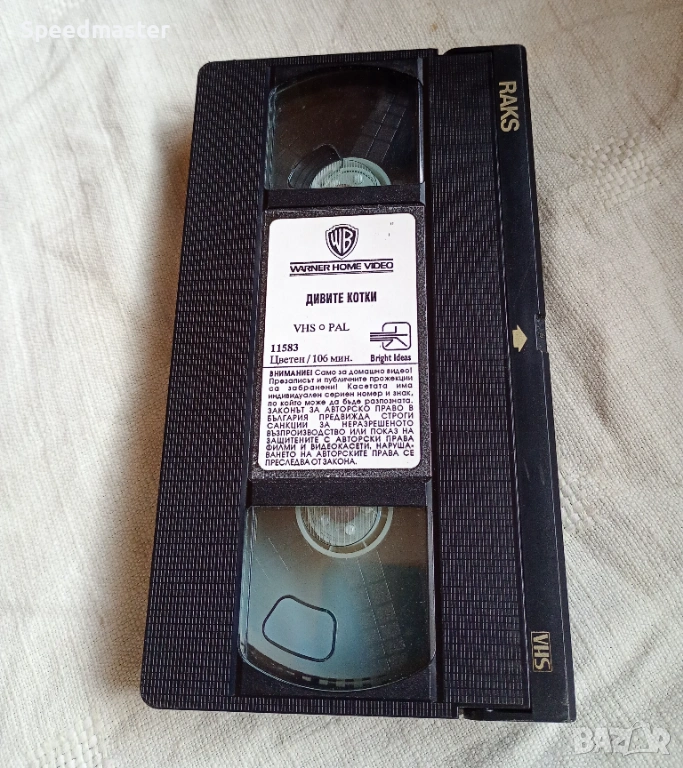 Speedmaster
RAKS
WB
WARNER HOME VIDEO
ДИВИТЕ КОТКИ
VHS PAL
11583
Цветен / 106 мин.
Bright Ideas
ВНИМАНИЕ! Само за домашно видео!
Презаписът и публичните прожекции
са забранени! Касетата има
индивидуален сериен номер и знак,
по който може да бъде разпозната.
ЗАКОНЪТ ЗА АВТОРСКО ПРАВО В
БЪЛГАРИЯ ПРЕДВИЖДА СТРОГИ
САНКЦИИ ЗА НЕРАЗРЕШЕНОТО
ВЪЗПРОИЗВОДСТВО ИЛИ ПОКАЗ НА
ЗАЩИТЕНИТЕ С АВТОРСКИ ПРАВА
ФИЛМИ И ВИДЕОКАСЕТИ, НАРУША-
ВАНЕТО НА АВТОРСКИТЕ ПРАВА СЕ
ПРЕСЛЕДВА ОТ ЗАКОНА.
VHS
BAZAR